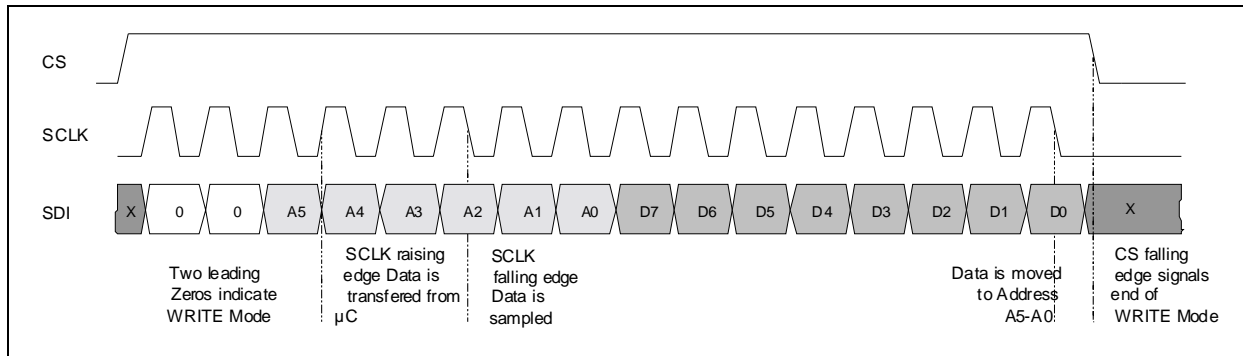 CS
SCLK
SDI
X 0 0 A5 A4 A3 A2 A1 A0 D7 D6 D5 D4 D3 D2 D1 D0 X
Two leading
Zeros indicate
WRITE Mode
SCLK raising
edge Data is
transfered from
µC
SCLK
falling edge
Data is
sampled
Data is moved
to Address
A5-A0
CS falling
edge signals
end of
WRITE Mode